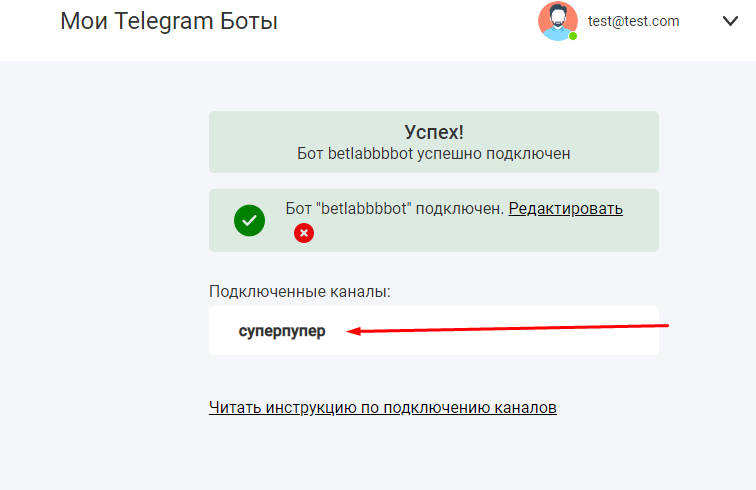 Мои Telegram Боты
test@test.com
Успех!
Бот betlabbbbot успешно подключен
Бот "betlabbbbot" подключен. Редактировать
Подключенные каналы:
суперпупер
Читать инструкцию по подключению каналов